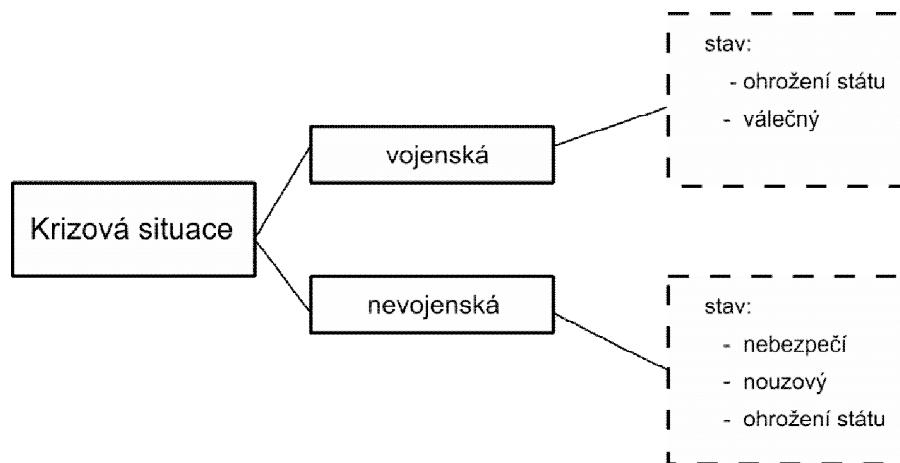 Krizová situace
vojenská
stav:
- ohrožení státu
- válečný
nevojenská
stav:
- nebezpečí
- nouzový
- ohrožení státu